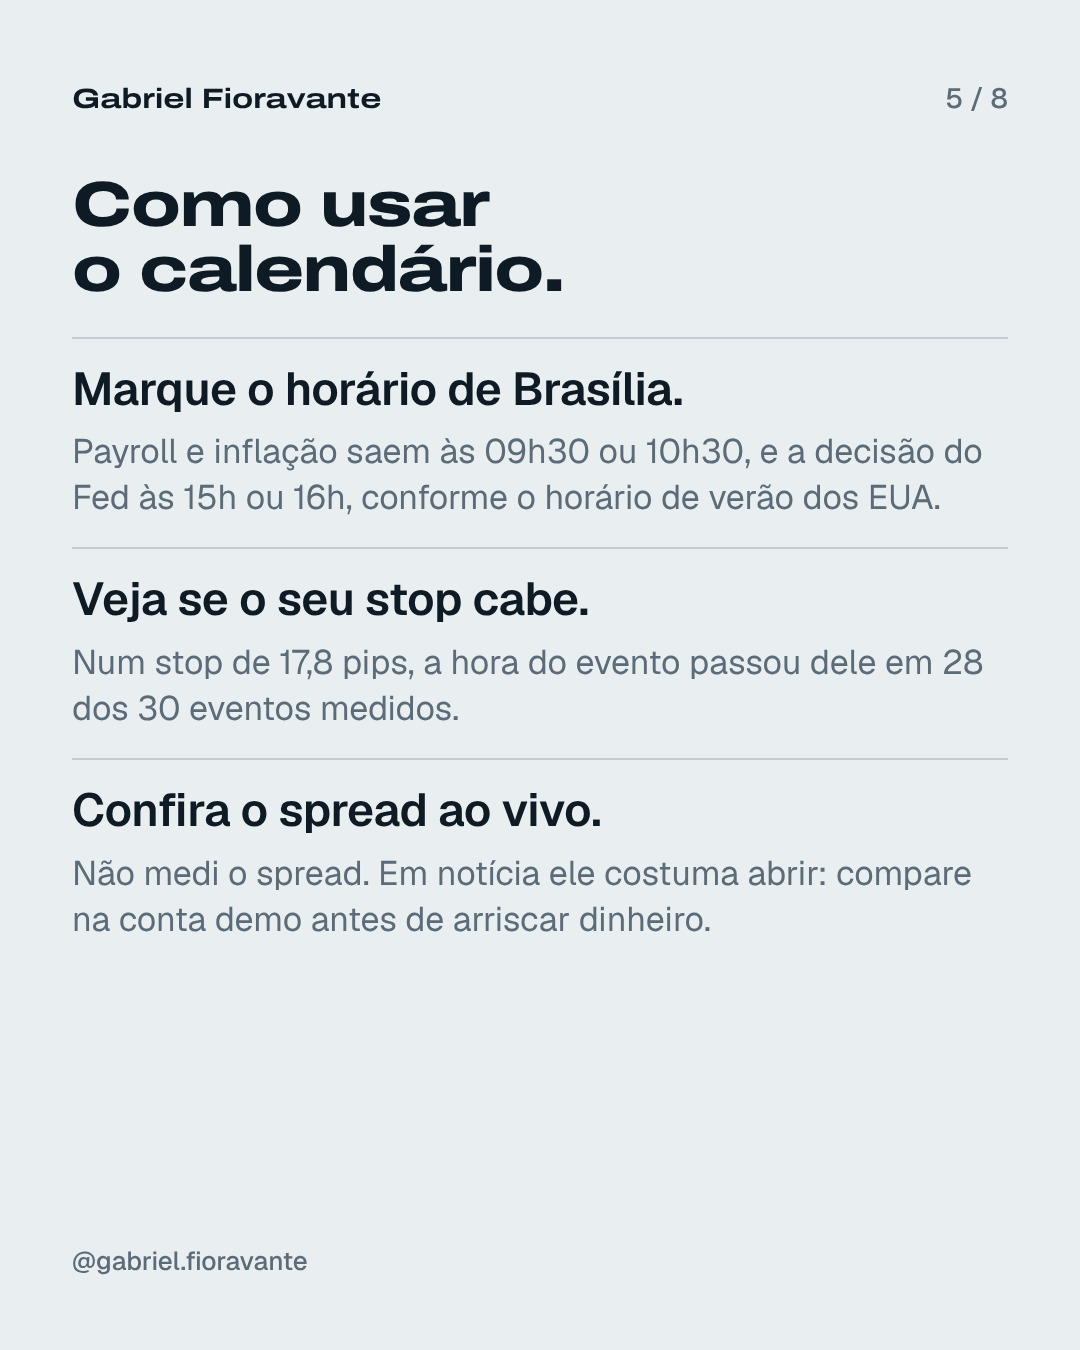 Gabriel Fioravante
5 / 8
Como usar
o calendário.
Marque o horário de Brasília.
Payroll e inflação saem às 09h30 ou 10h30, e a decisão do
Fed às 15h ou 16h, conforme o horário de verão dos EUA.
Veja se o seu stop cabe.
Num stop de 17,8 pips, a hora do evento passou dele em 28
dos 30 eventos medidos.
Confira o spread ao vivo.
Não medi o spread. Em notícia ele costuma abrir: compare
na conta demo antes de arriscar dinheiro.
@gabriel.fioravante